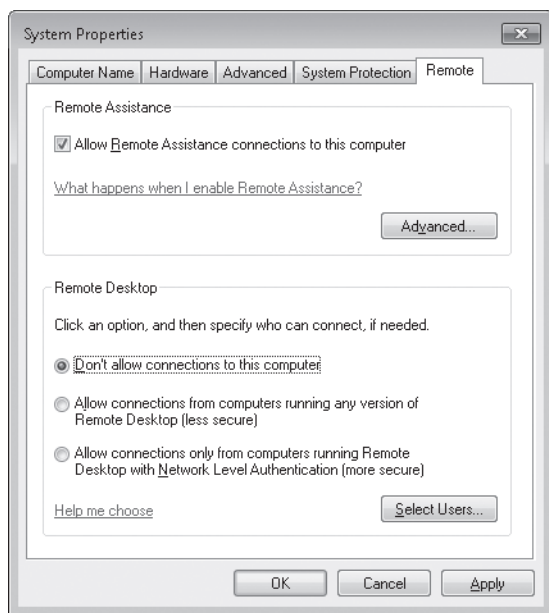 System Properties
Computer Name
Hardware
Advanced
System Protection
Remote
Remote Assistance
Allow Remote Assistance connections to this computer
What happens when I enable Remote Assistance?
Advanced...
Remote Desktop
Click an option, and then specify who can connect, if needed.
Don't allow connections to this computer
Allow connections from computers running any version of
Remote Desktop (less secure)
Allow connections only from computers running Remote
Desktop with Network Level Authentication (more secure)
Help me choose
Select Users...
OK
Cancel
Apply